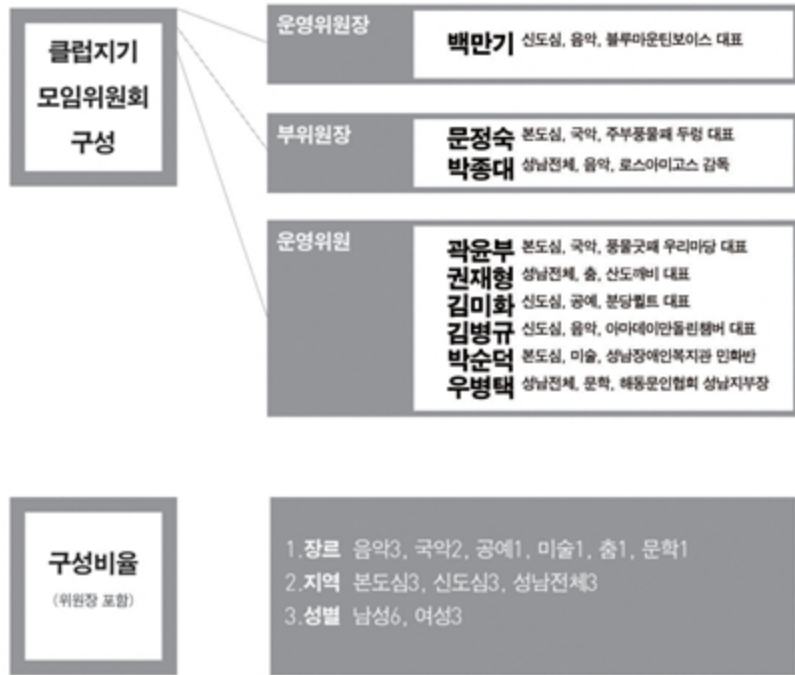 클럽지기
모임위원회
구성
운영위원장
백만기 신도심, 음악, 블루마운틴보이스 대표
부위원장
문정숙 본도심, 국악, 주부풍물패 두렁 대표
박종대 성남전체, 음악, 로스아미고스 감독
운영위원
곽윤부 본도심, 국악, 풍물굿패 우리마당 대표
권재형 성남전체, 춤, 산도깨비 대표
김미화 신도심, 공예, 분당퀼트 대표
김병규 신도심, 음악, 아마데이만돌린챔버 대표
박순덕 본도심, 미술, 성남장애인복지관 민화반
우병택 성남전체, 문학, 해동문인협회 성남지부장
구성비율
(위원장 포함)
1.장르 음악3, 국악2, 공예1, 미술1, 춤1, 문학1
2.지역 본도심3, 신도심3, 성남전체3
3.성별 남성6, 여성3